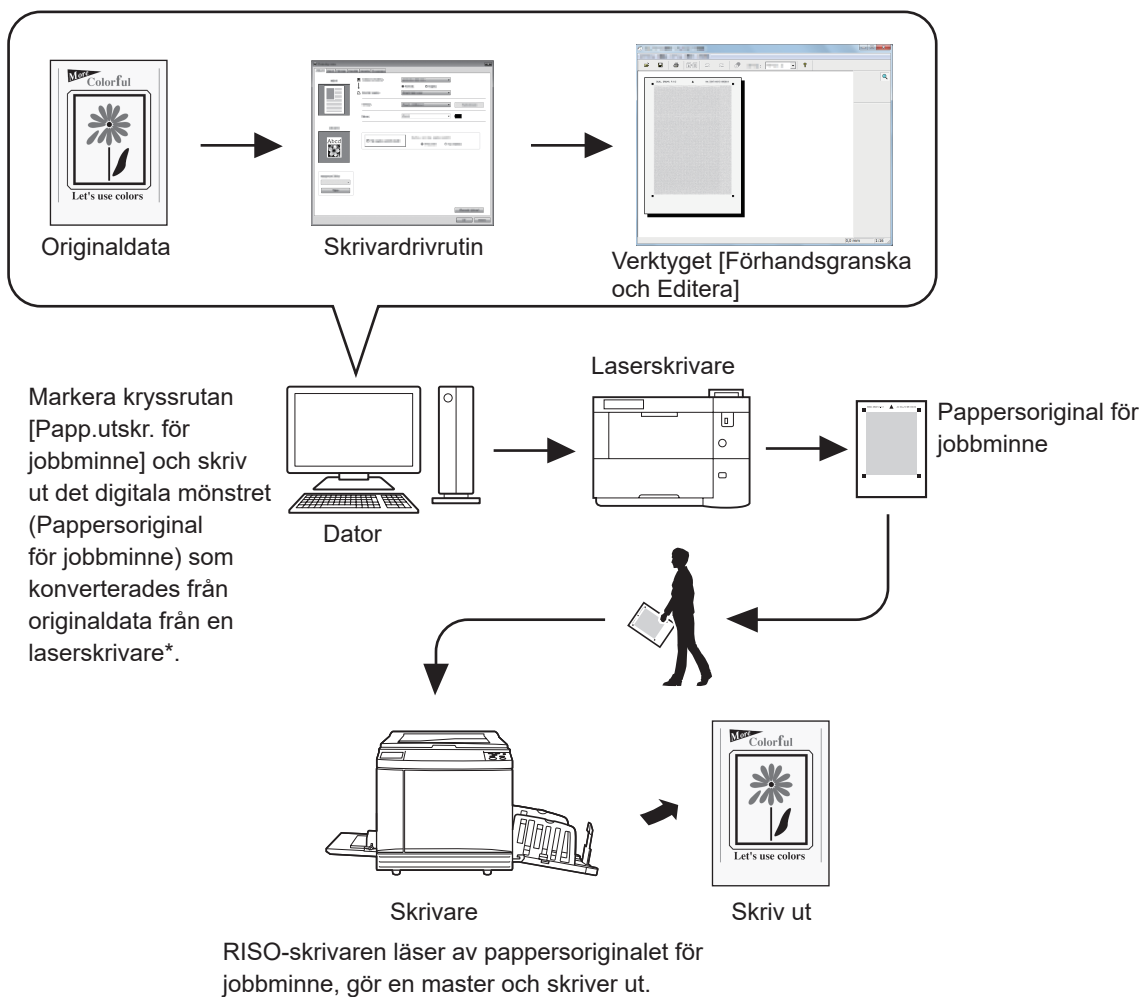 More
Colorful
Let's use colors
Originaldata
Skrivardrivrutin
Verktyget [Förhandsgranska
och Editera]
Markera kryssrutan
[Papp.utskr. för
jobbminne] och skriv
ut det digitala mönstret
(Pappersoriginal
för jobbminne) som
konverterades från
originaldata från en
laserskrivare*.
Dator
Laserskrivare
Pappersoriginal för
jobbminne
Skrivare
More
Colorful
Let's use colors
Skriv ut
RISO-skrivaren läser av pappersoriginalet för
jobbminne, gör en master och skriver ut.